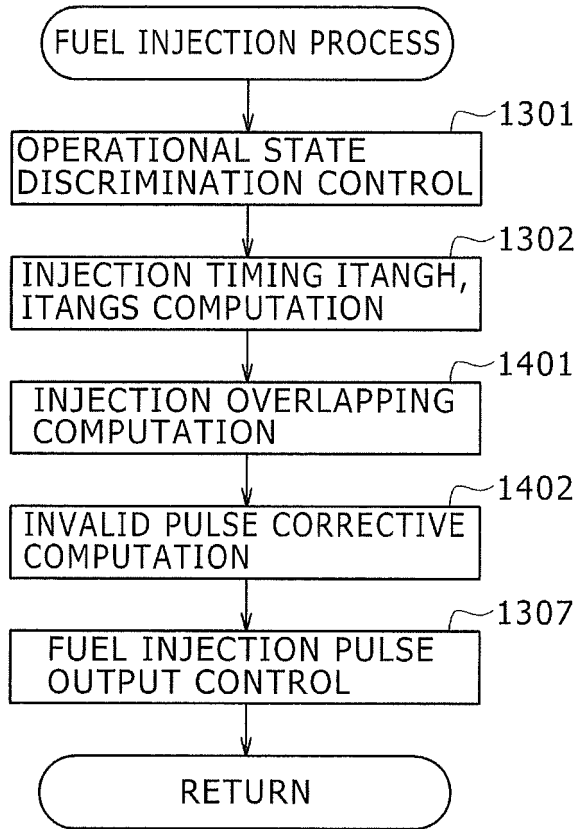 FUEL INJECTION PROCESS
1301
OPERATIONAL STATE
DISCRIMINATION CONTROL
1302
INJECTION TIMING ITANGH,
ITANGS COMPUTATION
1401
INJECTION OVERLAPPING
COMPUTATION
1402
INVALID PULSE CORRECTIVE
COMPUTATION
1307
FUEL INJECTION PULSE
OUTPUT CONTROL
RETURN